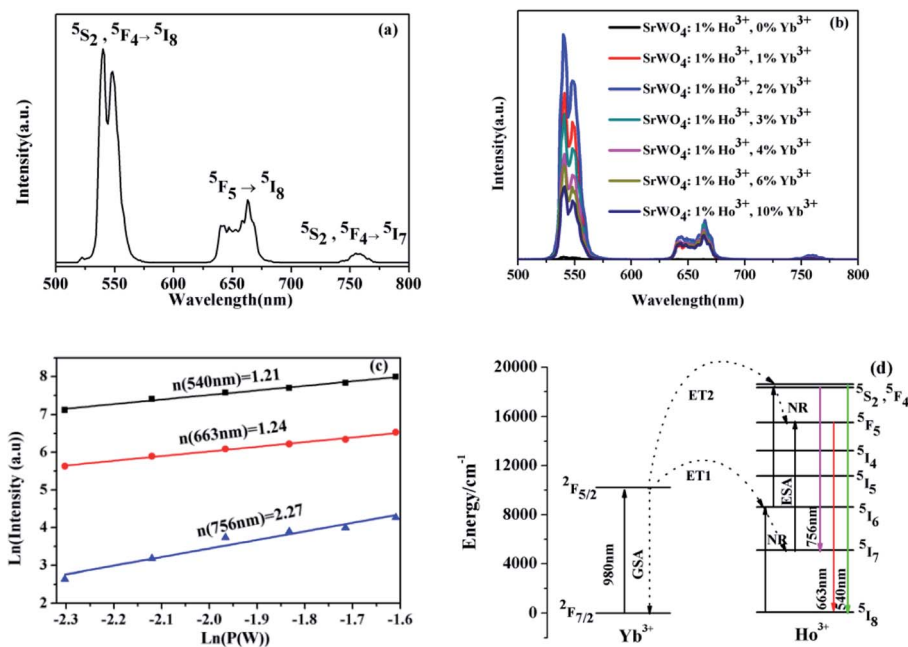 (a)
⁵S₂ , ⁵F₄→ ⁵I₈
⁵F₅ → ⁵I₈
⁵S₂ , ⁵F₄→ ⁵I₇
Intensity(a.u.)
500 550 600 650 700 750 800
Wavelength(nm)
(b)
SrWO₄: 1% Ho³⁺, 0% Yb³⁺
SrWO₄: 1% Ho³⁺, 1% Yb³⁺
SrWO₄: 1% Ho³⁺, 2% Yb³⁺
SrWO₄: 1% Ho³⁺, 3% Yb³⁺
SrWO₄: 1% Ho³⁺, 4% Yb³⁺
SrWO₄: 1% Ho³⁺, 6% Yb³⁺
SrWO₄: 1% Ho³⁺, 10% Yb³⁺
Intensity(a.u.)
500 550 600 650 700 750 800
Wavelength(nm)
(c)
n(540nm)=1.21
n(663nm)=1.24
n(756nm)=2.27
Ln(Intensity (a.u))
8
7
6
5
4
3
2
-2.3 -2.2 -2.1 -2.0 -1.9 -1.8 -1.7 -1.6
Ln(P(W))
(d)
Energy/cm⁻¹
20000
16000
12000
8000
4000
0
²F₅/₂
²F₇/₂
980nm
GSA
ET2
ET1
NR
NR
ESA
756nm
663nm
540nm
⁵S₂ ,⁵F₄
⁵F₅
⁵I₄
⁵I₅
⁵I₆
⁵I₇
⁵I₈
Yb³⁺
Ho³⁺